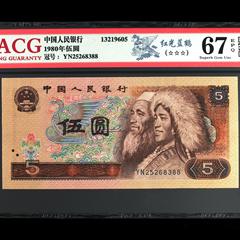 ACG
NG GUARANTY
中国人民银行 13219605
1980年伍圆
冠号： YN25268388
红光蓝鹤
(☆☆☆)
67 EPQ
Superb Gem Unc
中国人民银行
5
伍圆
YN25268388
5